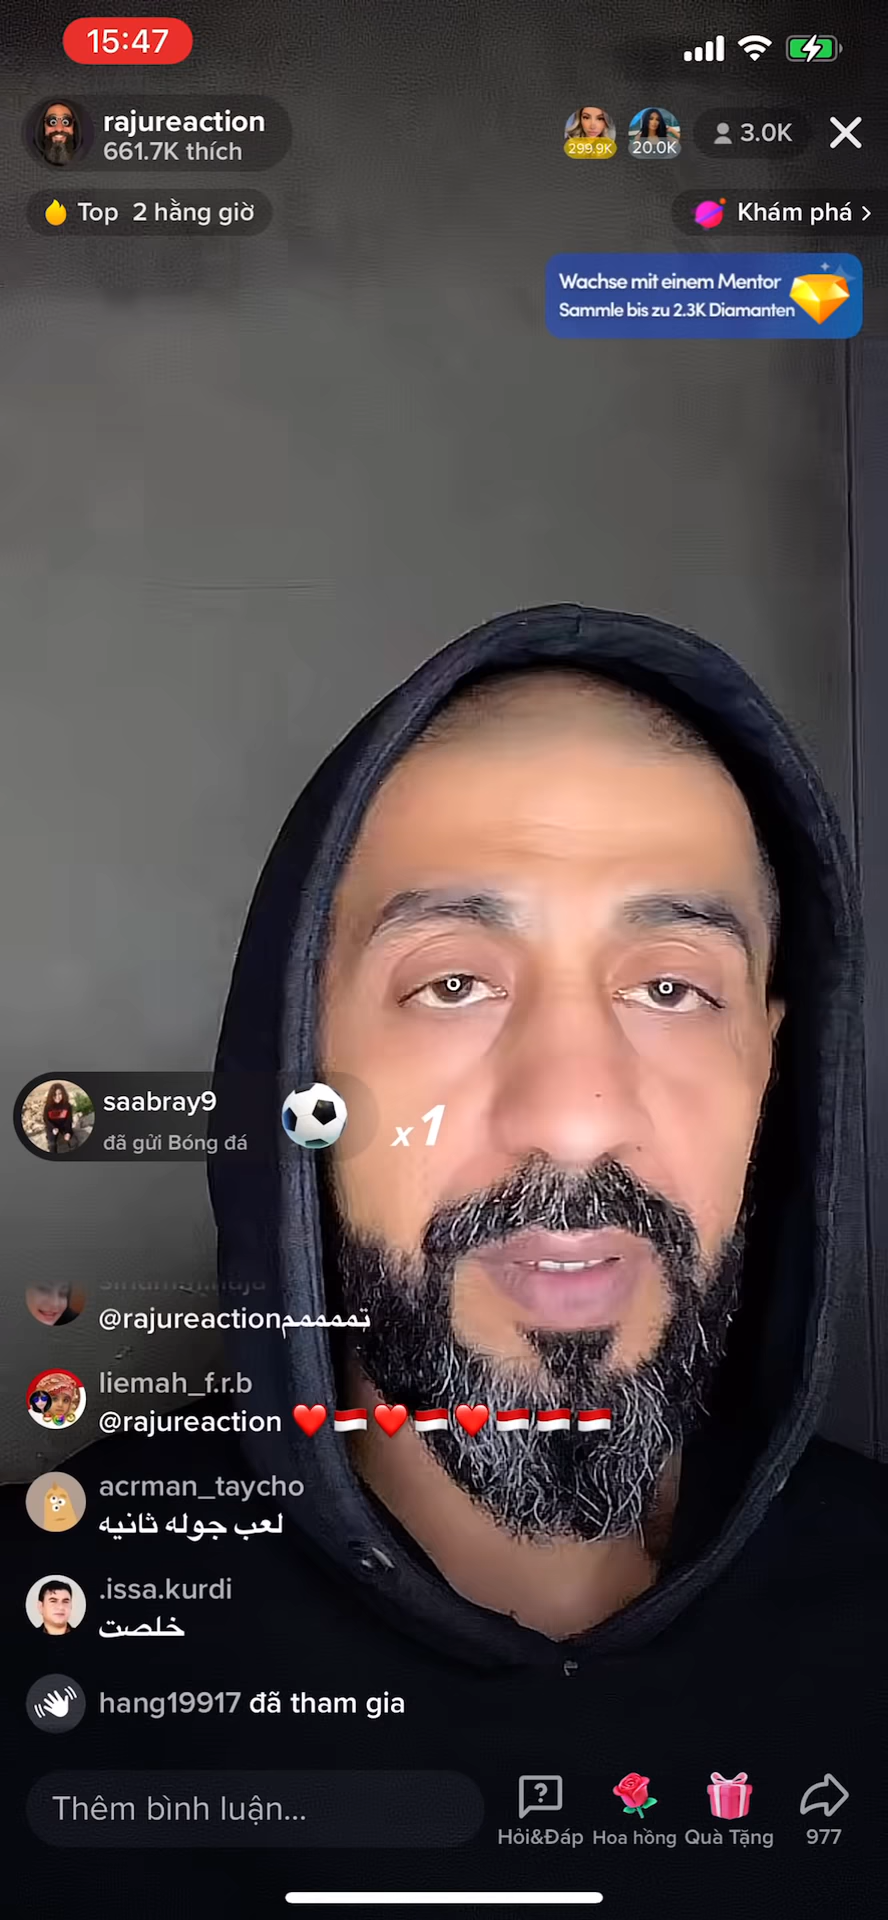 15:47
rajureaction
661.7K thích
299.9K
20.0K
3.0K
Top 2 hằng giờ
Khám phá >
Wachse mit einem Mentor
Sammle bis zu 2.3K Diamanten
saabray9
đã gửi Bóng đá
x1
@rajureactionتمممممم
liemah_f.r.b
@rajureaction ❤️🇮🇩❤️🇮🇩❤️🇮🇩🇮🇩🇮🇩
acrman_taycho
لعب جوله ثانيه
.issa.kurdi
خلصت
hang19917 đã tham gia
Thêm bình luận...
Hỏi&Đáp
Hoa hồng
Quà Tặng
977